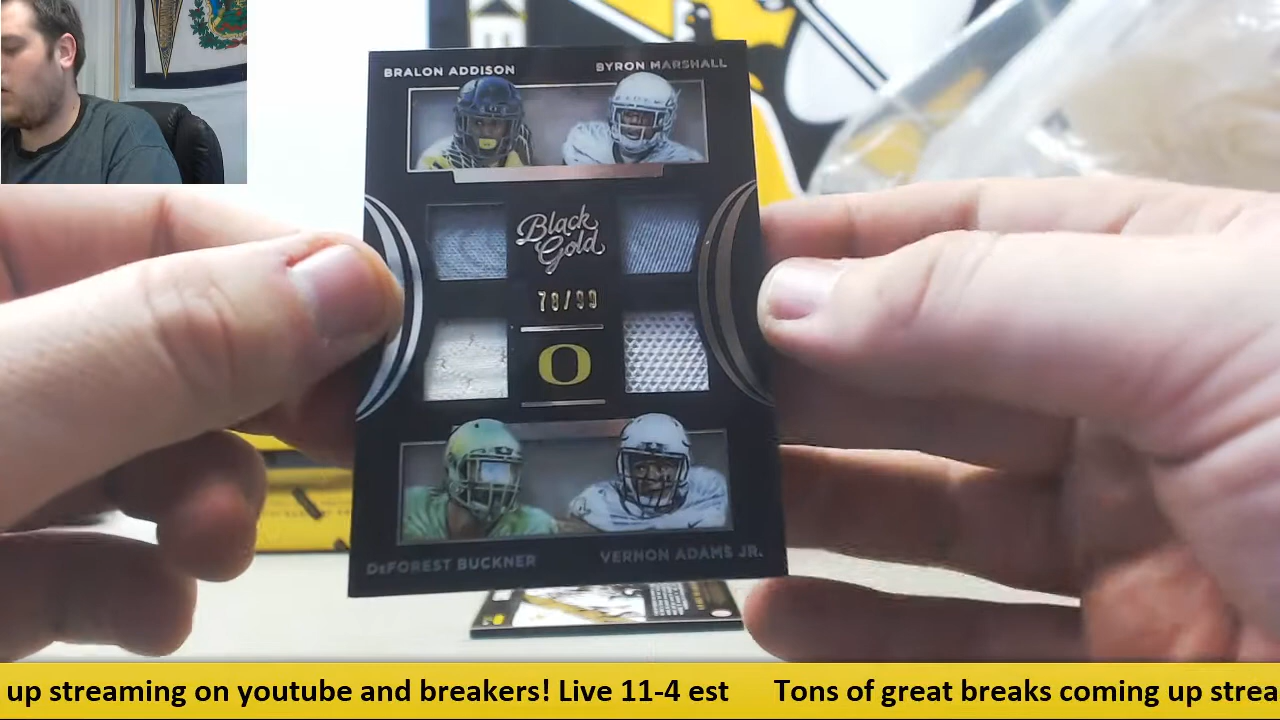 BRALON ADDISON
BYRON MARSHALL
Black
Gold
78/99
O
DeFOREST BUCKNER
VERNON ADAMS JR.
up streaming on youtube and breakers! Live 11-4 est Tons of great breaks coming up strea